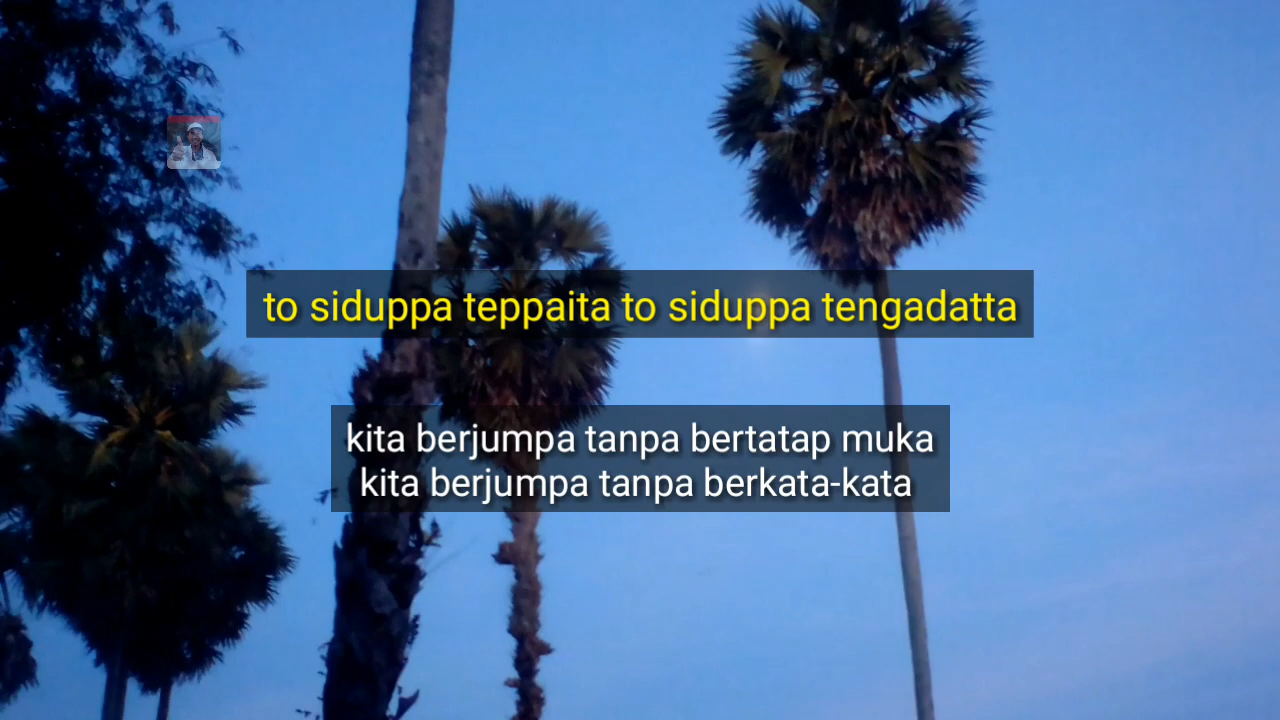 to siduppa teppaita to siduppa tengadatta
kita berjumpa tanpa bertatap muka
kita berjumpa tanpa berkata-kata